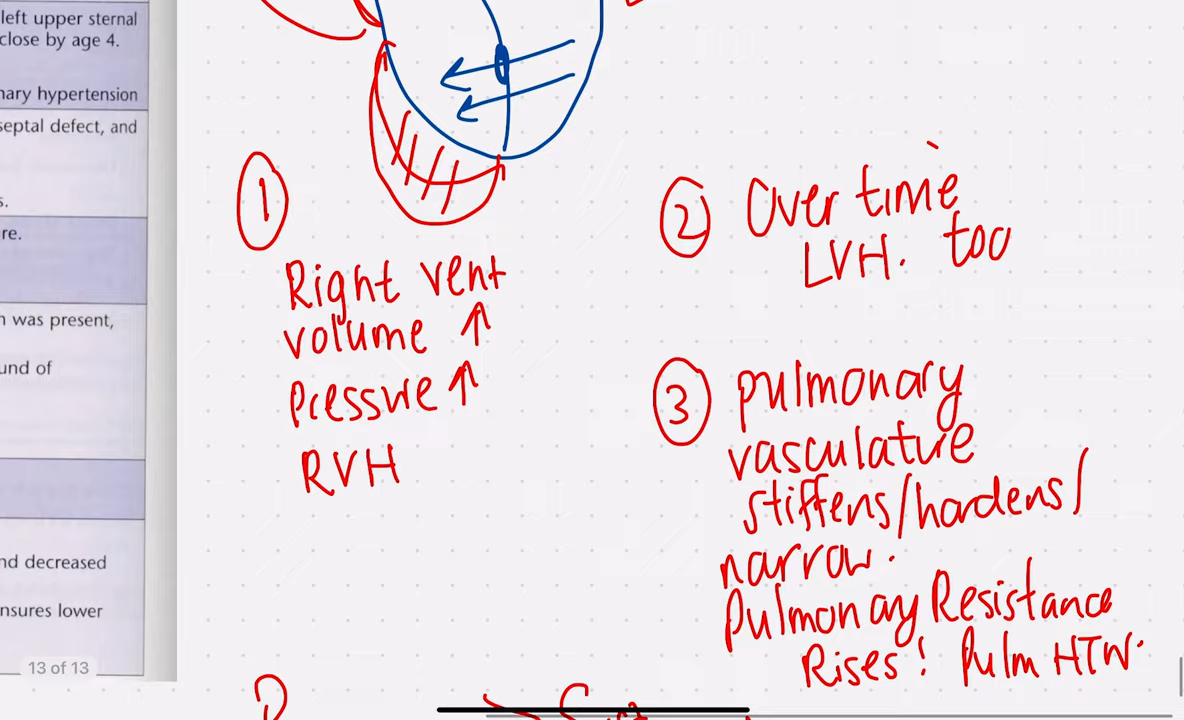 left upper sternal
close by age 4.
nary hypertension
septal defect, and
s.
re.
n was present,
und of
nd decreased
nsures lower
13 of 13
1
Right vent
volume ↑
Pressure ↑
RVH
2 Over time
LVH. too
3 pulmonary
vasculature
stiffens/hardens/
narrow.
Pulmonary Resistance
Rises! Pulm HTN.